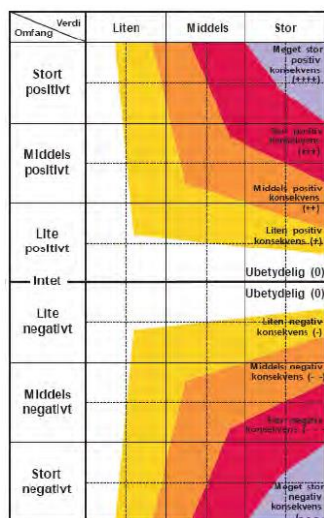 Verdi
Omfang
Liten
Middels
Stor
Stort
positivt
Meget stor
positiv
konsekvens
(++++)
Stor positiv
konsekvens
(+++)
Middels
positivt
Middels positiv
konsekvens
(++)
Lite
positivt
Liten positiv
konsekvens (+)
Ubetydelig (0)
Intet
Ubetydelig (0)
Lite
negativt
Liten negativ
konsekvens (-)
Middels
negativt
Middels negativ
konsekvens (- -)
Stor negativ
konsekvens (- - -)
Stort
negativt
Meget stor
negativ
konsekvens